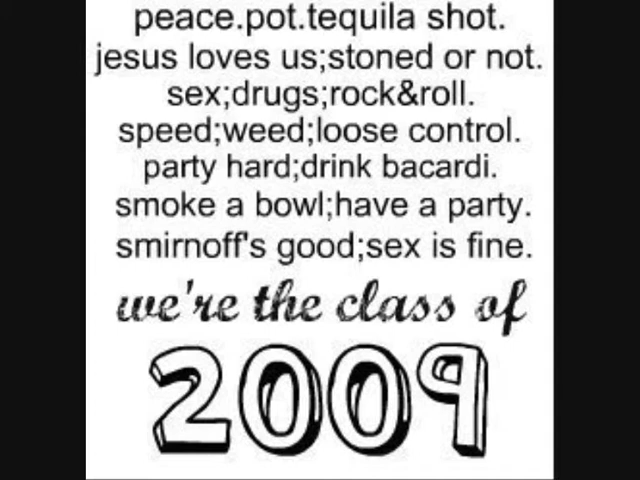 peace.pot.tequila shot.
jesus loves us;stoned or not.
sex;drugs;rock&roll.
speed;weed;loose control.
party hard;drink bacardi.
smoke a bowl;have a party.
smirnoff's good;sex is fine.
we're the class of
2009